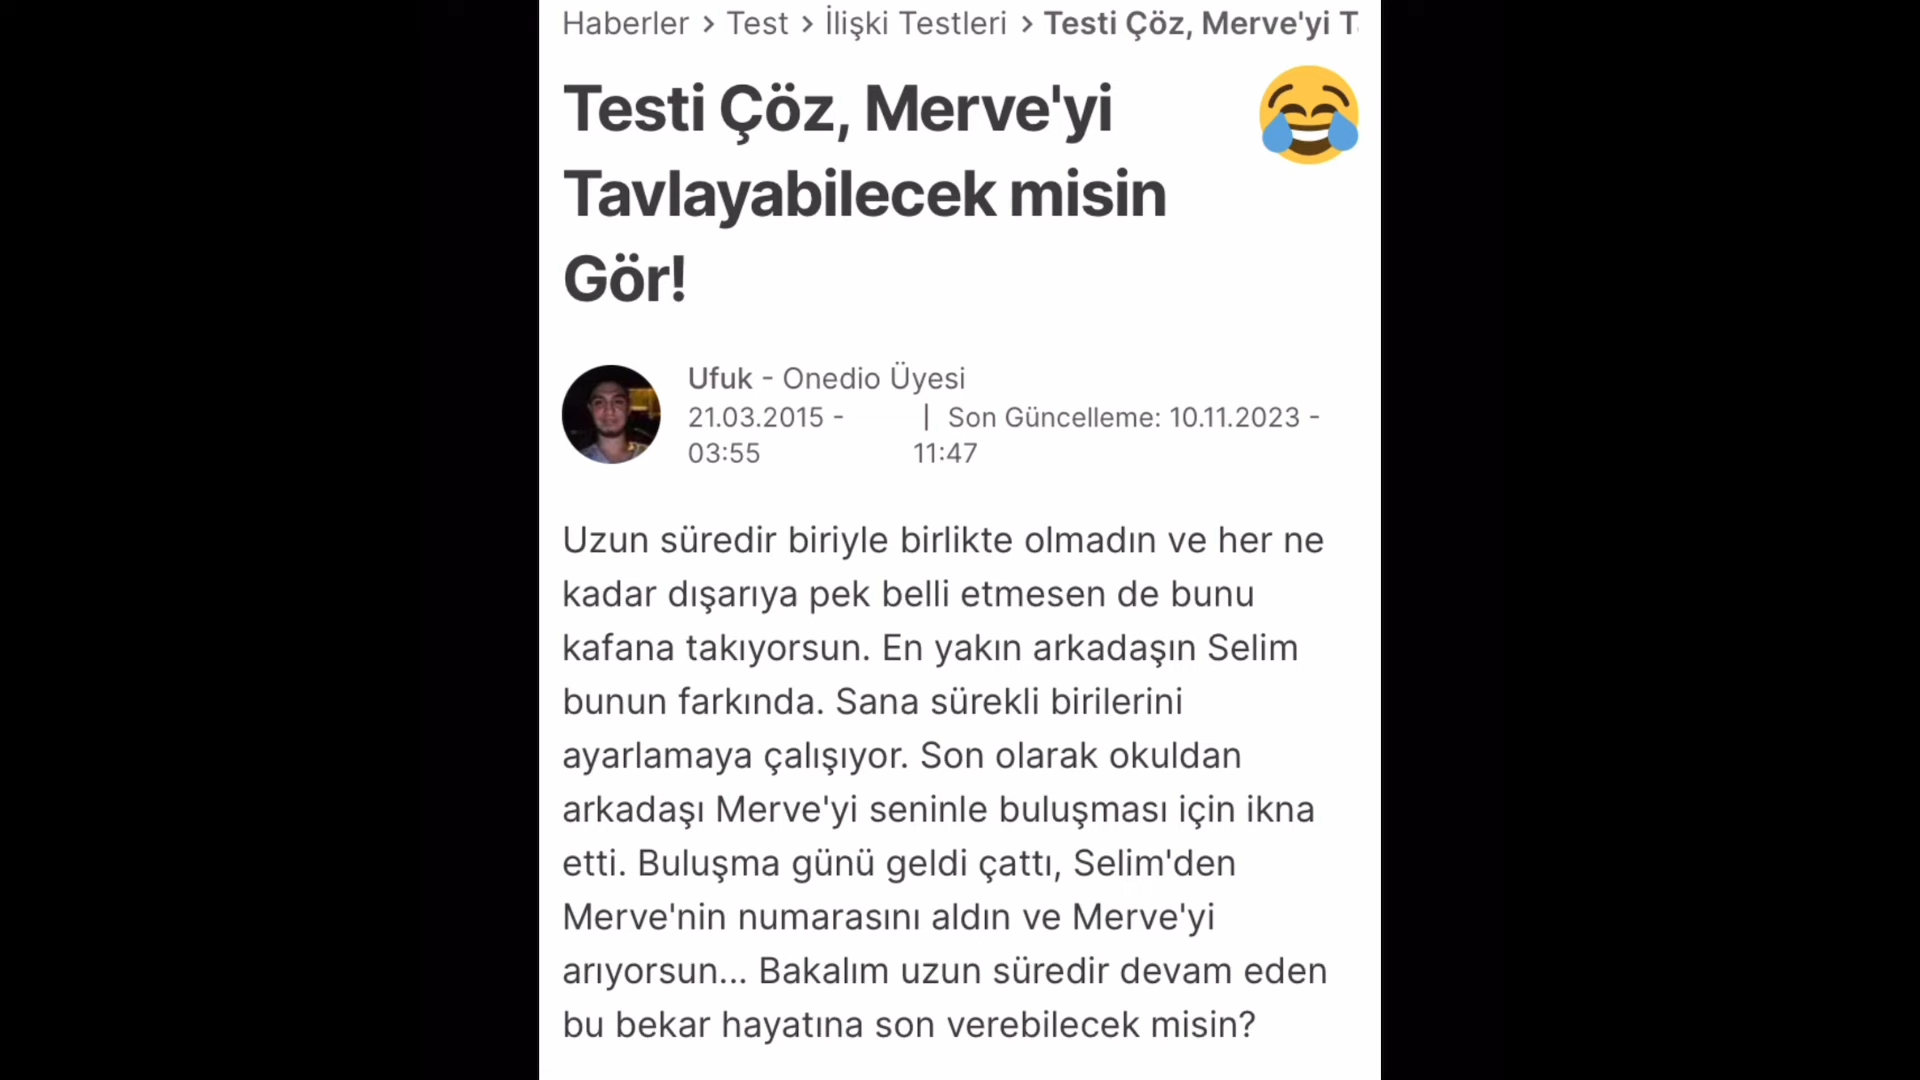 Haberler > Test > İlişki Testleri > Testi Çöz, Merve'yi T
Testi Çöz, Merve'yi
Tavlayabilecek misin
Gör!
Ufuk - Onedio Üyesi
21.03.2015 - | Son Güncelleme: 10.11.2023 -
03:55 11:47
Uzun süredir biriyle birlikte olmadın ve her ne
kadar dışarıya pek belli etmesen de bunu
kafana takıyorsun. En yakın arkadaşın Selim
bunun farkında. Sana sürekli birilerini
ayarlamaya çalışıyor. Son olarak okuldan
arkadaşı Merve'yi seninle buluşması için ikna
etti. Buluşma günü geldi çattı, Selim'den
Merve'nin numarasını aldın ve Merve'yi
arıyorsun... Bakalım uzun süredir devam eden
bu bekar hayatına son verebilecek misin?